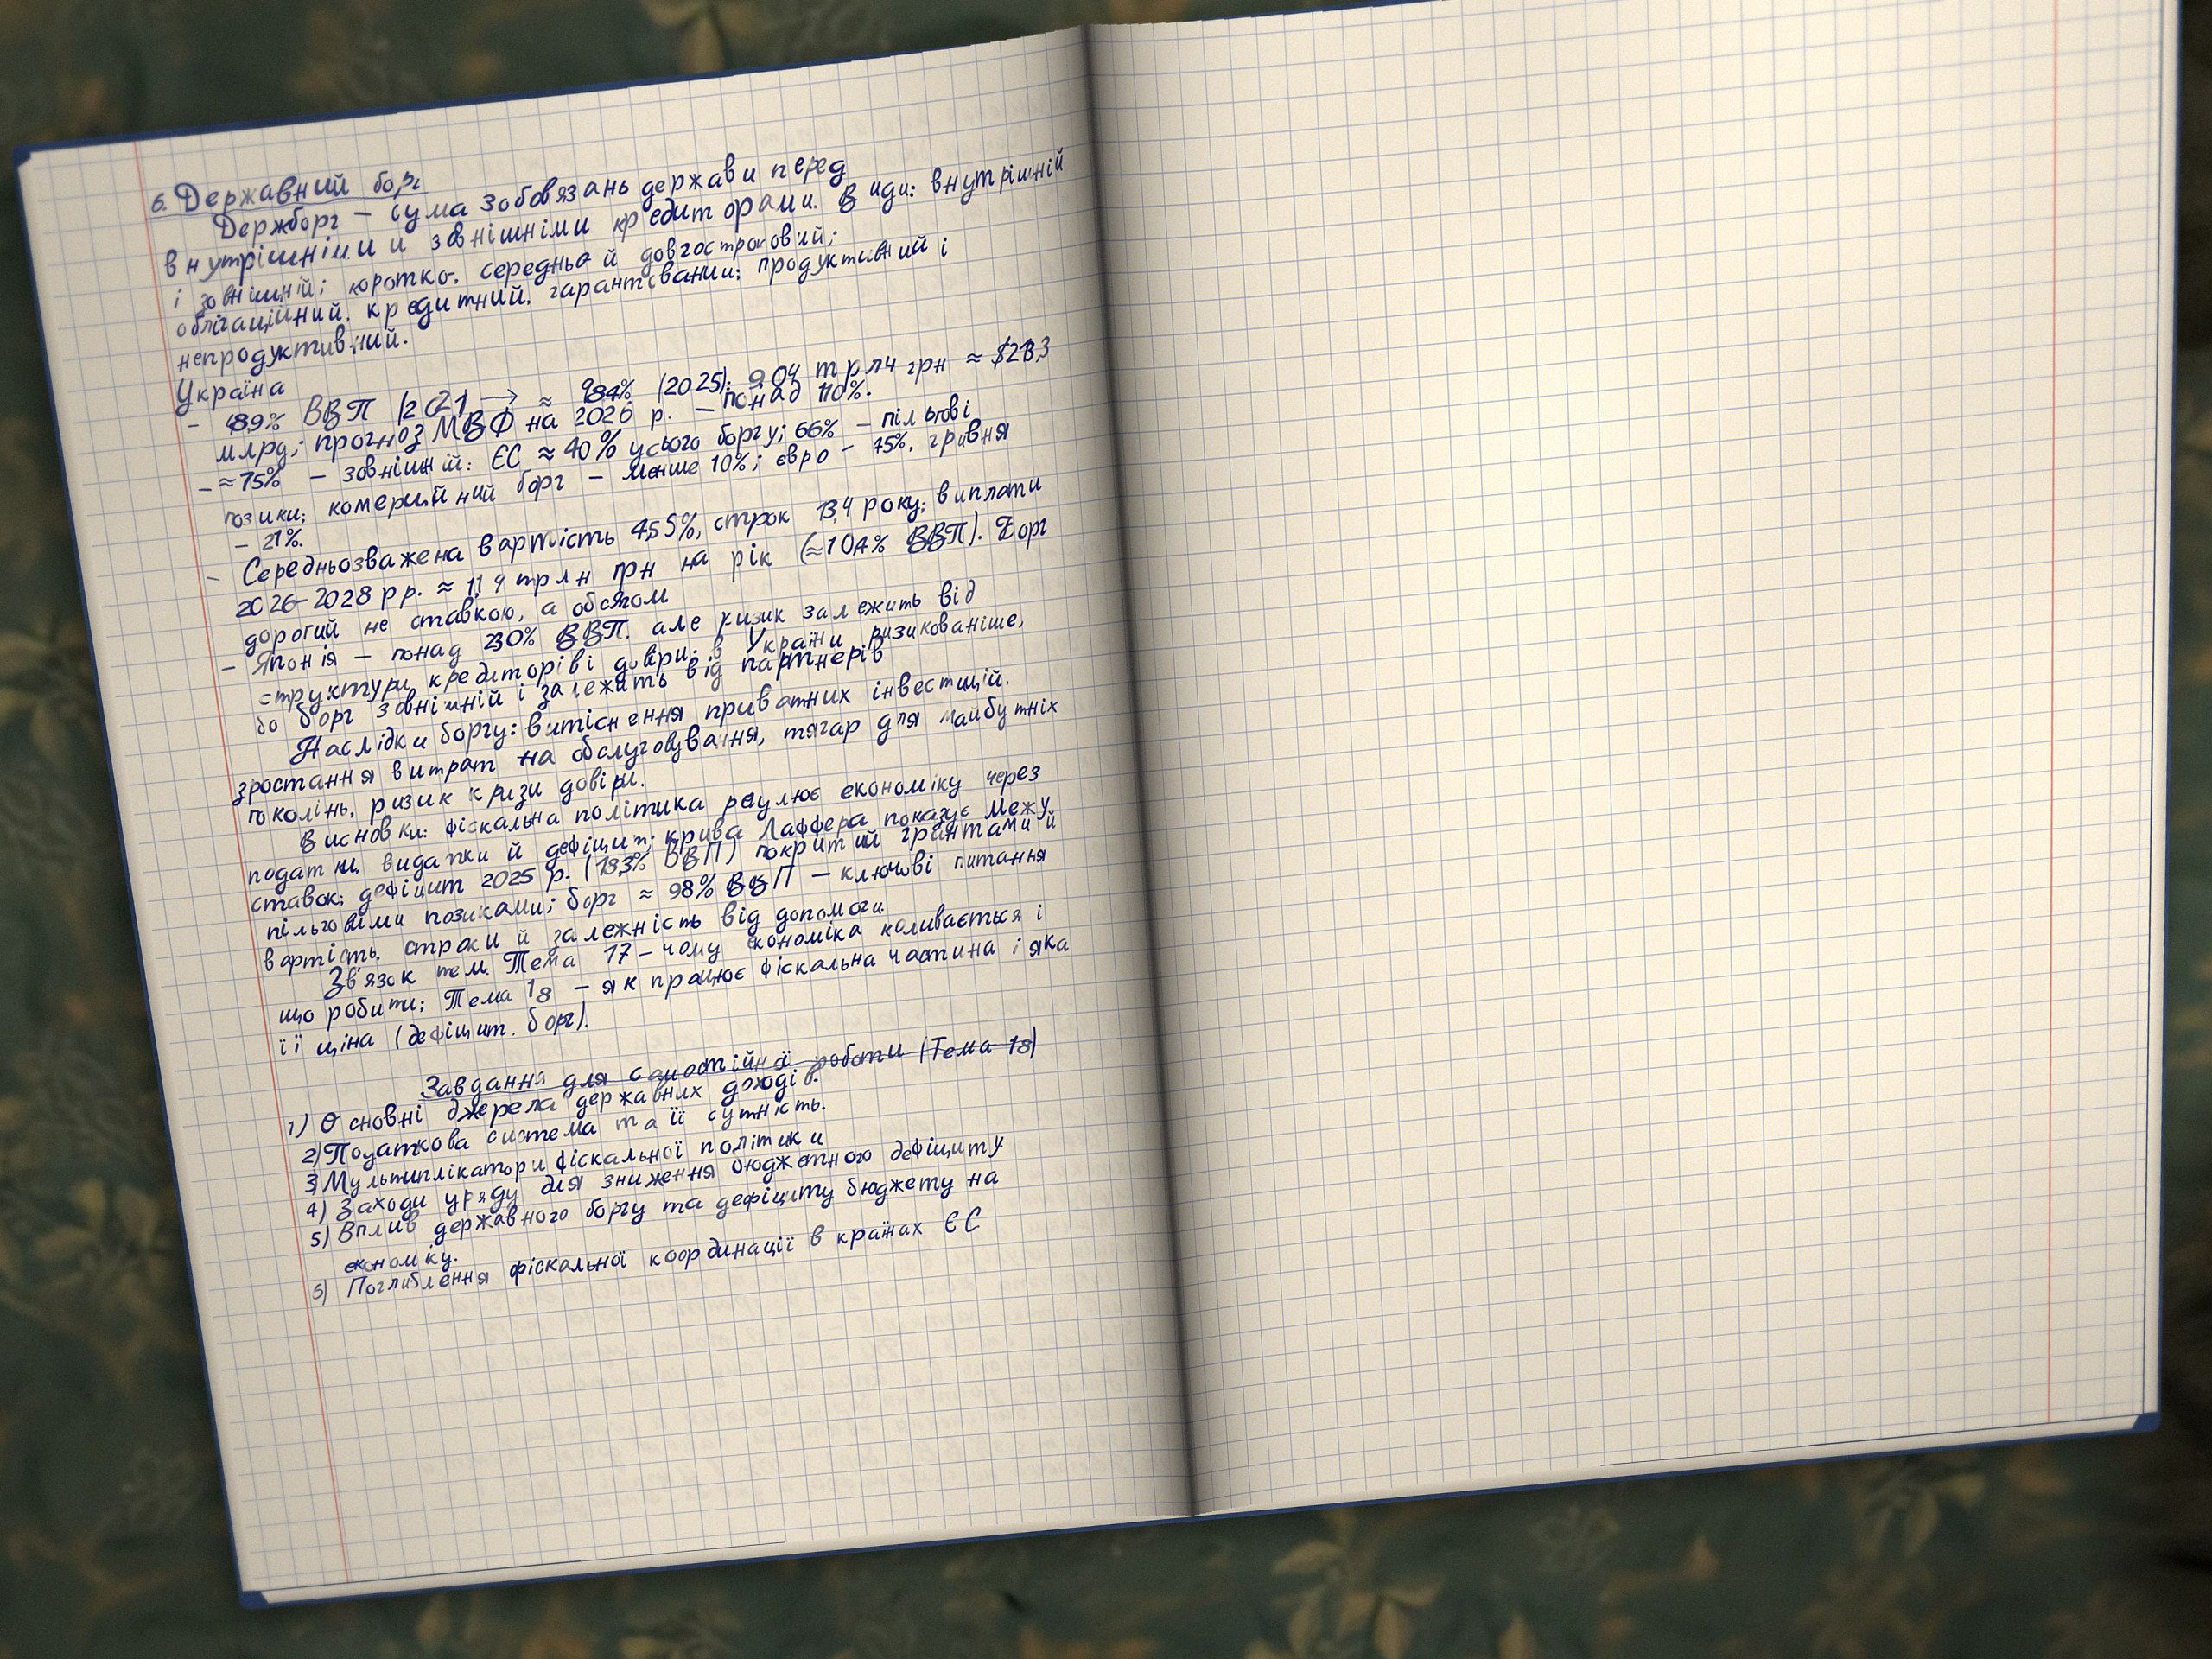 6. Державний борг
Держборг – сума зобов'язань держави перед
внутрішніми и зовнішніми кредиторами. Види: внутрішній
і зовнішній; коротко, середньо й довгостроковий;
облігаційний, кредитний, гарантований; продуктивний і
непродуктивний.
Україна
- 48,9% ВВП (2021 → ≈ 98,4% (2025): 9,04 трлн грн ≈ $213,3
млрд; прогноз МВФ на 2026 р. – понад 110%.
- ≈ 75% – зовнішній: ЄС ≈ 40% усього боргу; 66% – пільгові
позики; комерційний борг – менше 10%; євро – 45%, гривня
– 21%.
- Середньозважена вартість 4,55%, строк 13,4 року; виплати
2026-2028 рр. ≈ 11,9 трлн грн на рік (≈ 10,4% ВВП). Борг
дорогий не ставкою, а обсягом
- Японія – понад 230% ВВП, але ризик залежить від
структури кредиторів і довіри: в Україні ризикованіше,
бо борг зовнішній і залежить від партнерів
Наслідки боргу: витіснення приватних інвестицій,
зростання витрат на обслуговування, тягар для майбутніх
поколінь, ризик кризи довіри.
Висновки: фіскальна політика регулює економіку через
податки, видатки й дефіцит; крива Лаффера показує межу
ставок; дефіцит 2025 р. (18,3% ВВП) покритий грантами й
пільговими позиками; борг ≈ 98% ВВП – ключові питання
вартість, строки й залежність від допомоги
Зв'язок тем. Тема 17 – чому економіка коливається і
що робити; Тема 18 – як працює фіскальна частина і яка
її ціна (дефіцит, борг).
Завдання для самостійної роботи (Тема 18)
1) Основні джерела державних доходів.
2) Податкова система та її сутність.
3) Мультиплікатори фіскальної політики
4) Заходи уряду для зниження бюджетного дефіциту
5) Вплив державного боргу та дефіциту бюджету на
економіку.
5) Поглиблення фіскальної координації в країнах ЄС